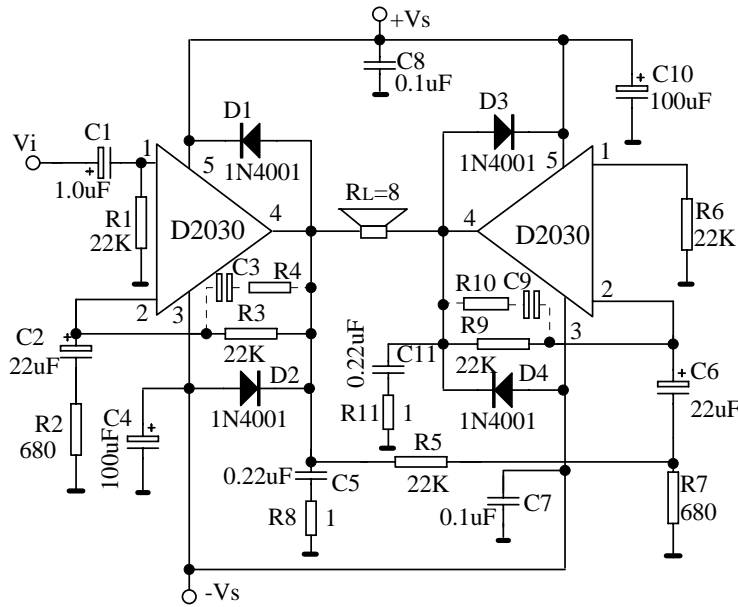 +Vs
C8
0.1uF
C10
100uF
D1
1N4001
D3
1N4001
Vi
C1
1.0uF
1
5
R1
22K
D2030
4
RL=8
4
D2030
5
1
R6
22K
2
3
C3
R4
R10
C9
2
3
C2
22uF
R3
22K
R9
22K
0.22uF
C11
C6
22uF
R2
680
C4
100uF
D2
1N4001
R11
1
D4
1N4001
R5
22K
0.22uF
C5
R8
1
0.1uF
C7
R7
680
-Vs